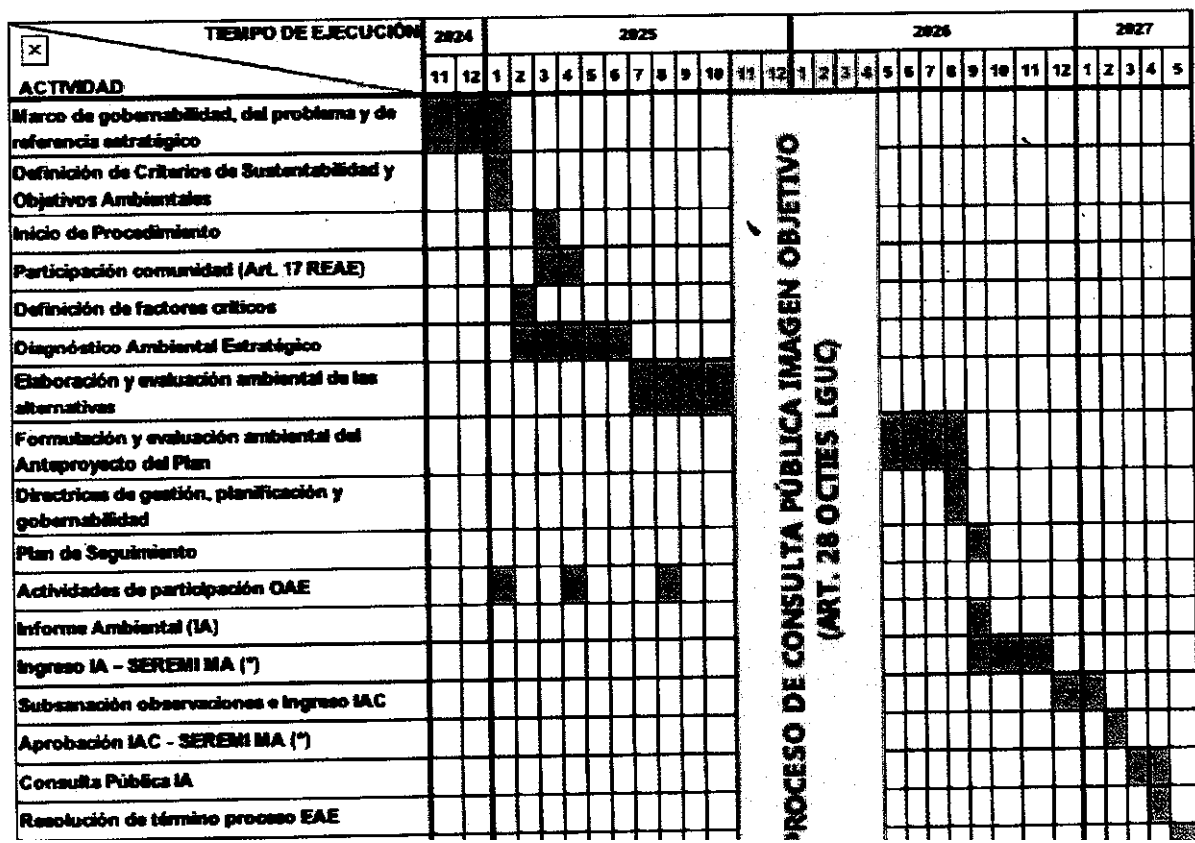 TIEMPO DE EJECUCIÓN
ACTIVIDAD
2024 2025 2026 2027
11 12 1 2 3 4 5 6 7 8 9 10 11 12 1 2 3 4 5 6 7 8 9 10 11 12 1 2 3 4 5
Marco de gobernabilidad, del problema y de
referencia estratégico
Definición de Criterios de Sustentabilidad y
Objetivos Ambientales
Inicio de Procedimiento
Participación comunidad (Art. 17 REAE)
Definición de factores críticos
Diagnóstico Ambiental Estratégico
Elaboración y evaluación ambiental de las
alternativas
Formulación y evaluación ambiental del
Anteproyecto del Plan
Directrices de gestión, planificación y
gobernabilidad
Plan de Seguimiento
Actividades de participación OAE
Informe Ambiental (IA)
Ingreso IA – SEREMI MA (*)
Subsanación observaciones e Ingreso IAC
Aprobación IAC - SEREMI MA (*)
Consulta Pública IA
Resolución de término proceso EAE
PROCESO DE CONSULTA PÚBLICA IMAGEN OBJETIVO
(ART. 28 OCTIES LGUC)